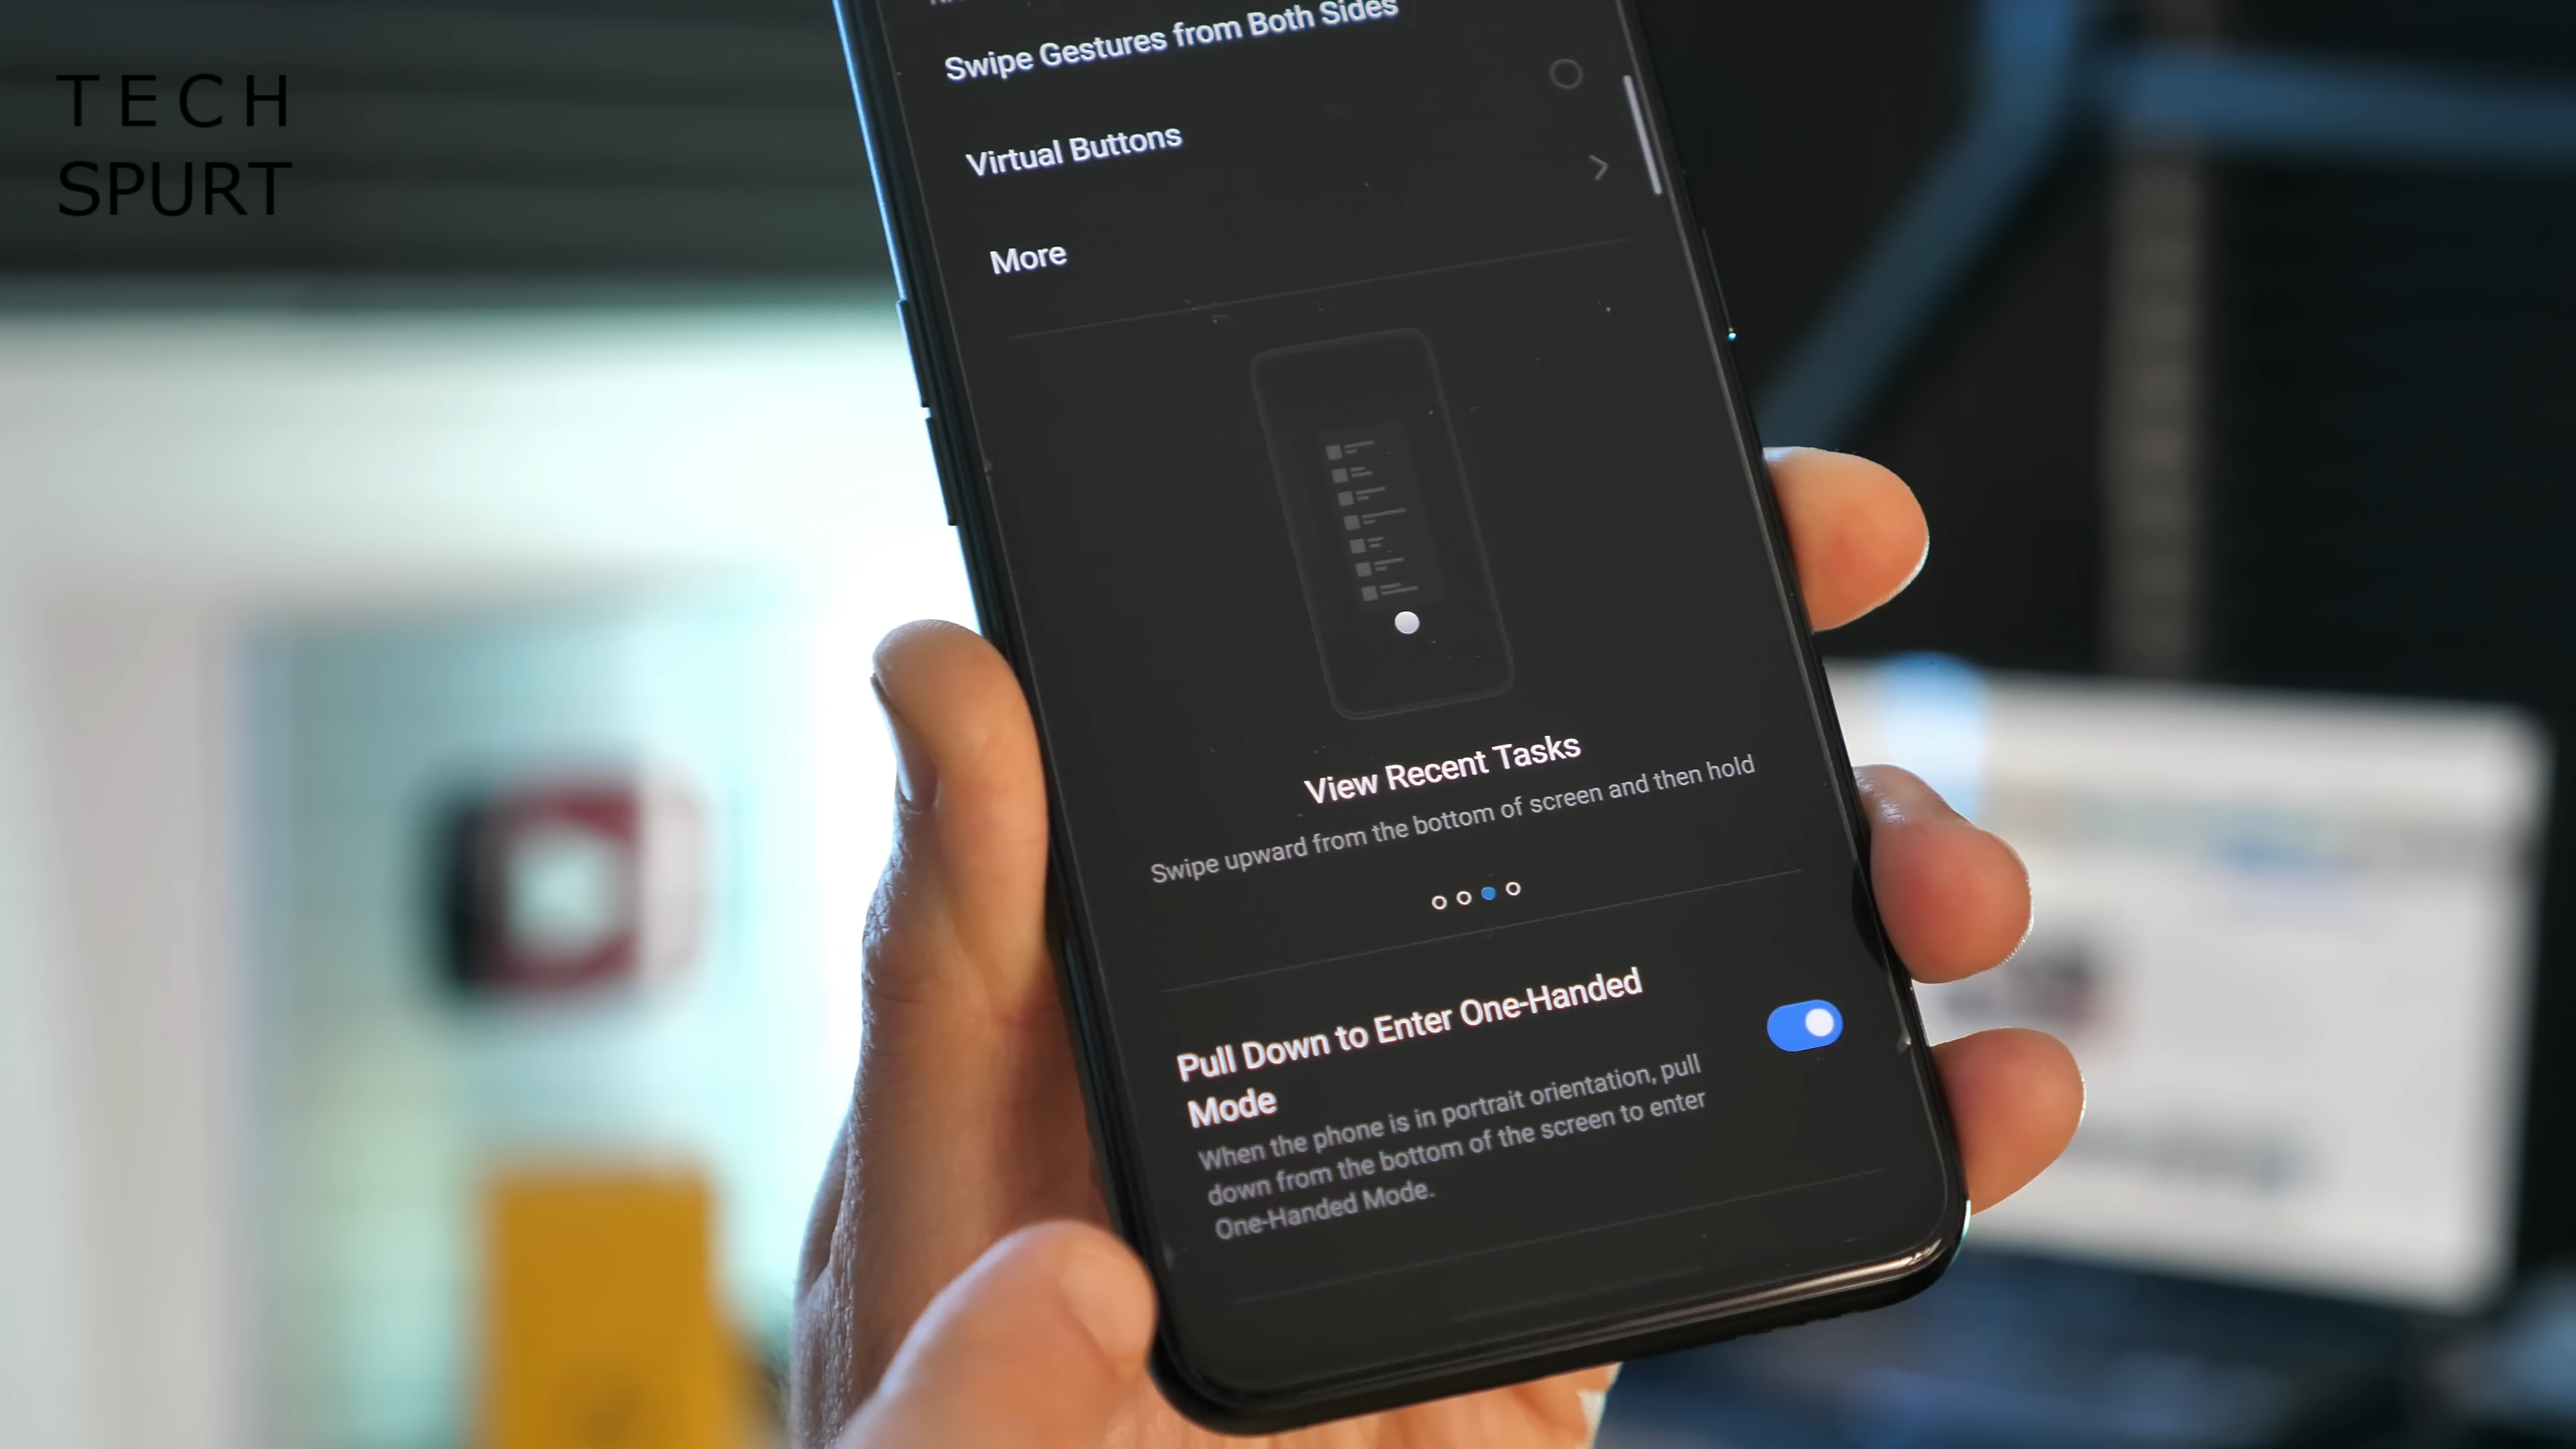 TECH
SPURT
Swipe Gestures from Both Sides
Virtual Buttons
More
View Recent Tasks
Swipe upward from the bottom of screen and then hold
Pull Down to Enter One-Handed
Mode
When the phone is in portrait orientation, pull
down from the bottom of the screen to enter
One-Handed Mode.